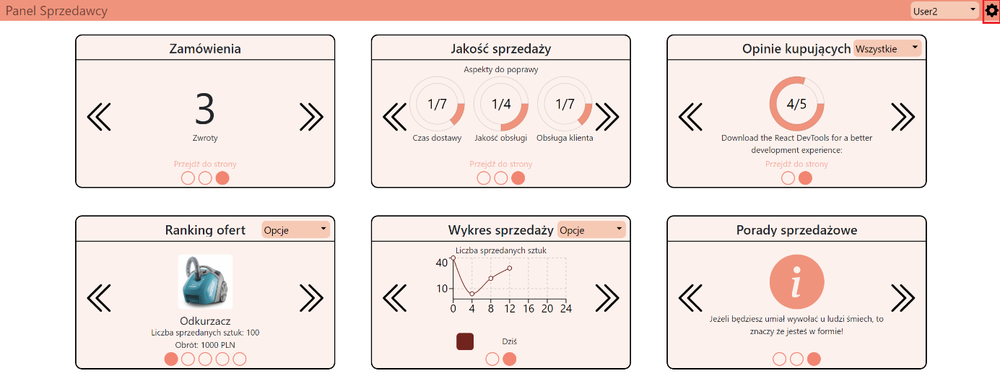 Panel Sprzedawcy
User2
Zamówienia
3
Zwroty
Przejdź do strony
Jakość sprzedaży
Aspekty do poprawy
1/7
1/4
1/7
Czas dostawy
Jakość obsługi
Obsługa klienta
Przejdź do strony
Opinie kupujących
Wszystkie
4/5
Download the React DevTools for a better
development experience:
Przejdź do strony
Ranking ofert
Opcje
Odkurzacz
Liczba sprzedanych sztuk: 100
Obrót: 1000 PLN
Wykres sprzedaży
Opcje
Liczba sprzedanych sztuk
40
10
0 4 8 12 16 20 24
Dziś
Porady sprzedażowe
i
Jeżeli będziesz umiał wywołać u ludzi śmiech, to
znaczy że jesteś w formie!